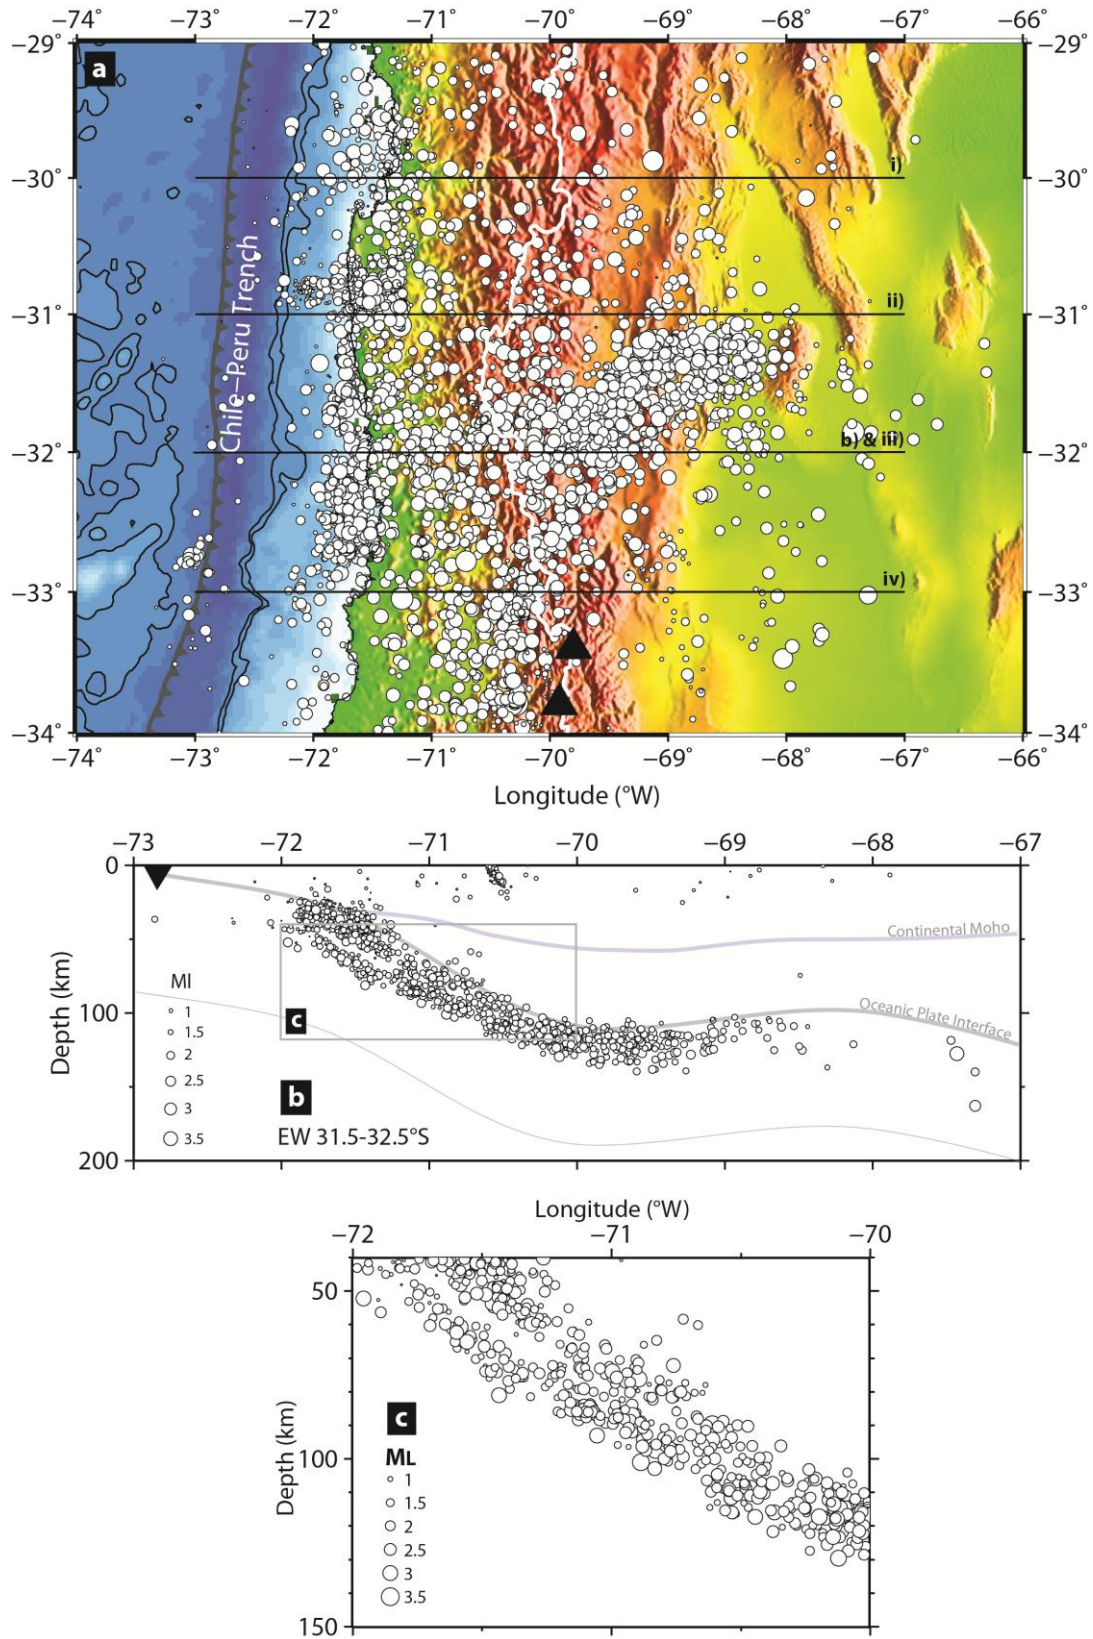 −74° −73° −72° −71° −70° −69° −68° −67° −66°
−29° −29°
a
i)
−30° −30°
Chile−Peru Trench
ii)
−31° −31°
b) & iii)
−32° −32°
iv)
−33° −33°
−34° −34°
−74° −73° −72° −71° −70° −69° −68° −67° −66°
Longitude (°W)
−73 −72 −71 −70 −69 −68 −67
0
Continental Moho
Depth (km)
Ml
1
1.5
2
2.5
3
3.5
100
c
Oceanic Plate Interface
b
EW 31.5-32.5°S
200
Longitude (°W)
−72 −71 −70
50
Depth (km)
c
ML
1
1.5
2
2.5
3
3.5
100
150